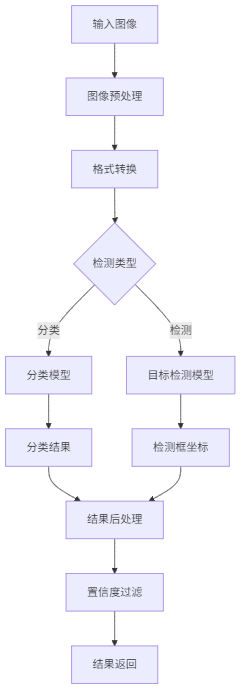 输入图像
图像预处理
格式转换
检测类型
分类
检测
分类模型
目标检测模型
分类结果
检测框坐标
结果后处理
置信度过滤
结果返回